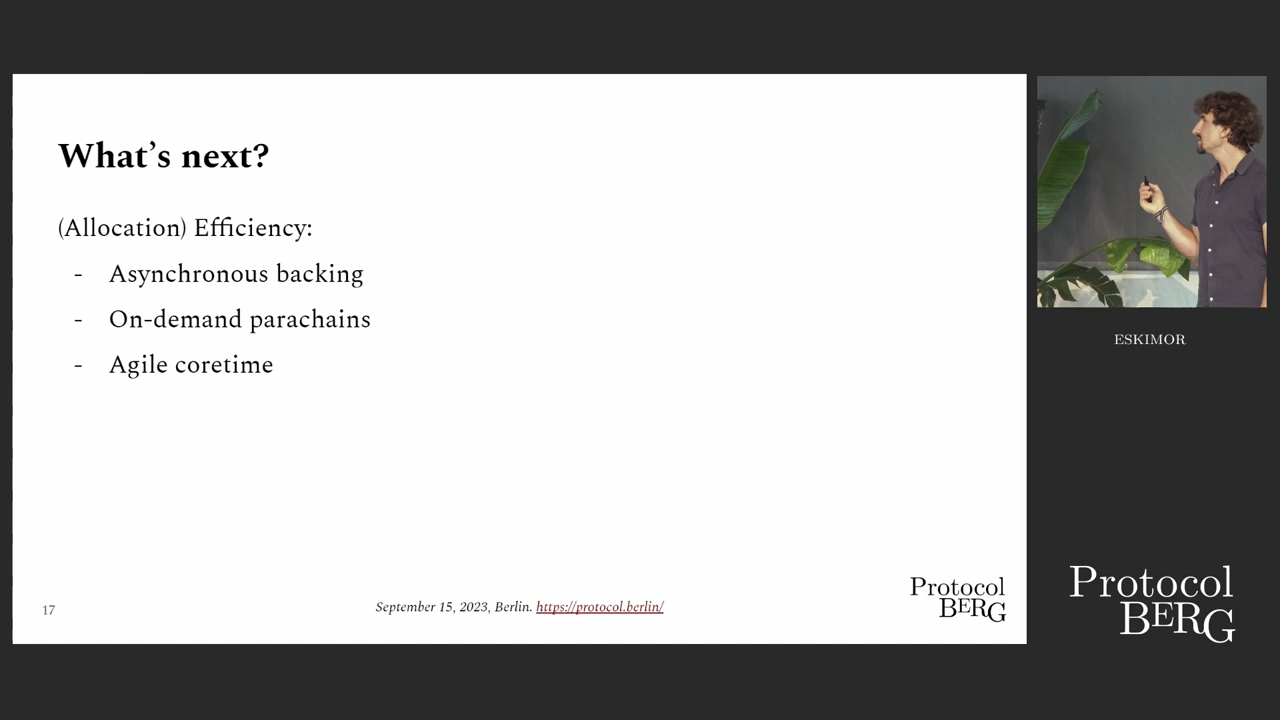 What's next?
(Allocation) Efficiency:
- Asynchronous backing
- On-demand parachains
- Agile coretime
17
September 15, 2023, Berlin. https://protocol.berlin/
Protocol
BERG
ESKIMOR
Protocol
BERG